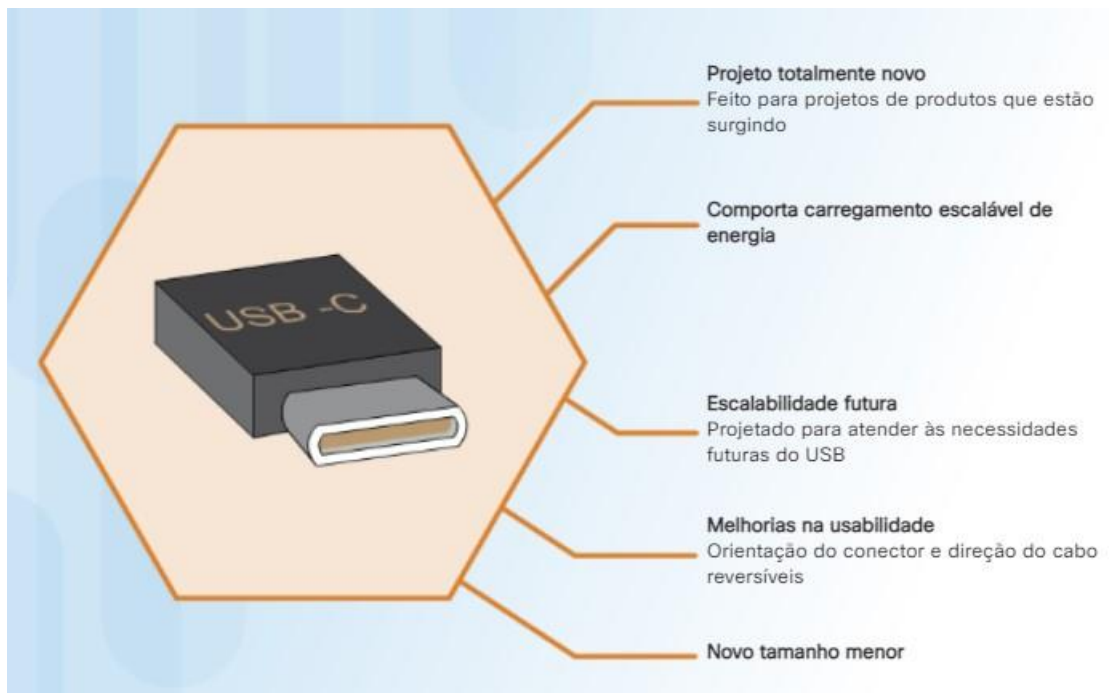 Projeto totalmente novo
Feito para projetos de produtos que estão
surgindo
Comporta carregamento escalável de
energia
USB -C
Escalabilidade futura
Projetado para atender às necessidades
futuras do USB
Melhorias na usabilidade
Orientação do conector e direção do cabo
reversíveis
Novo tamanho menor